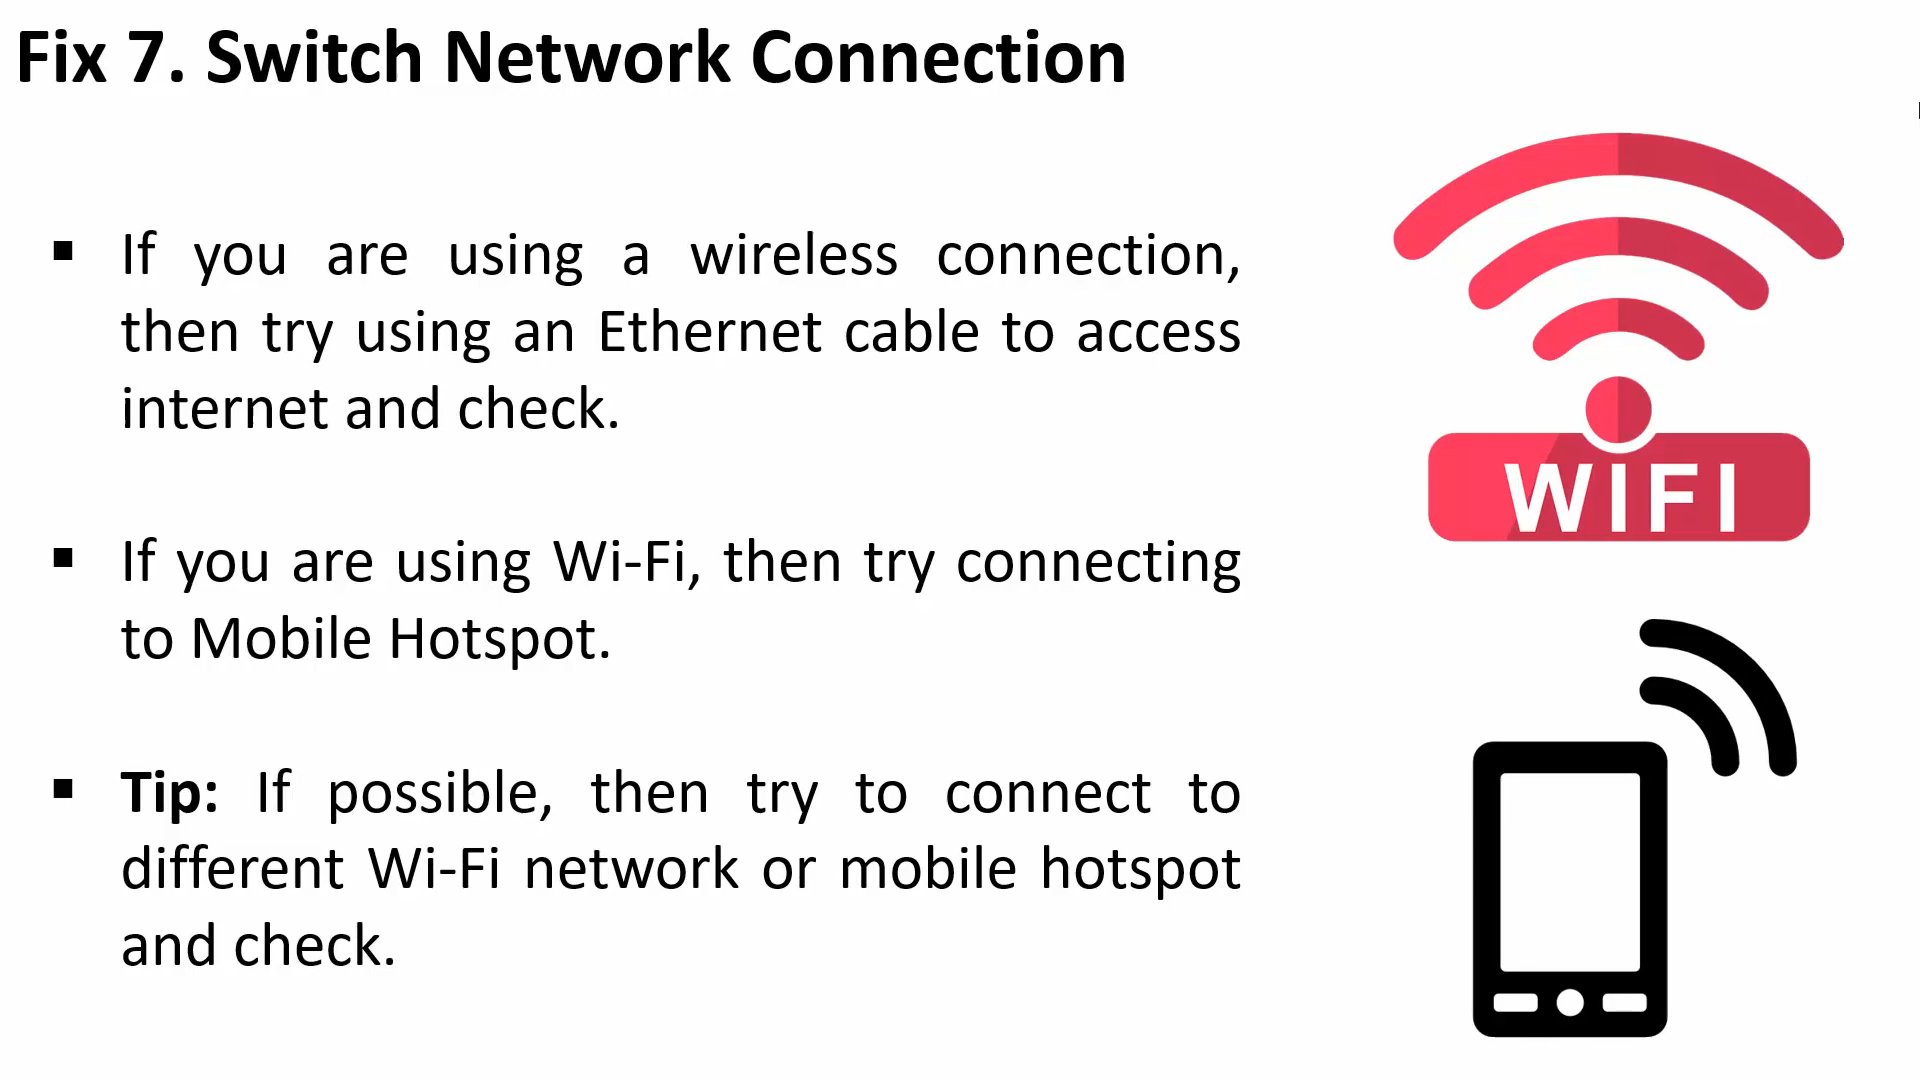 Fix 7. Switch Network Connection
▪ If you are using a wireless connection,
then try using an Ethernet cable to access
internet and check.
▪ If you are using Wi-Fi, then try connecting
to Mobile Hotspot.
▪ Tip: If possible, then try to connect to
different Wi-Fi network or mobile hotspot
and check.
WIFI